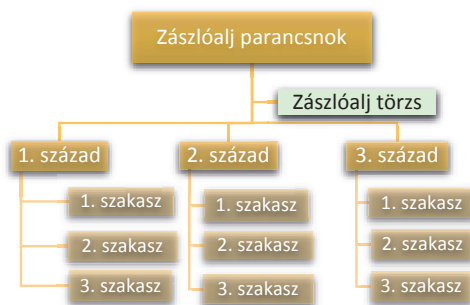 Zászlóalj parancsnok
Zászlóalj törzs
1. század
1. szakasz
2. szakasz
3. szakasz
2. század
1. szakasz
2. szakasz
3. szakasz
3. század
1. szakasz
2. szakasz
3. szakasz